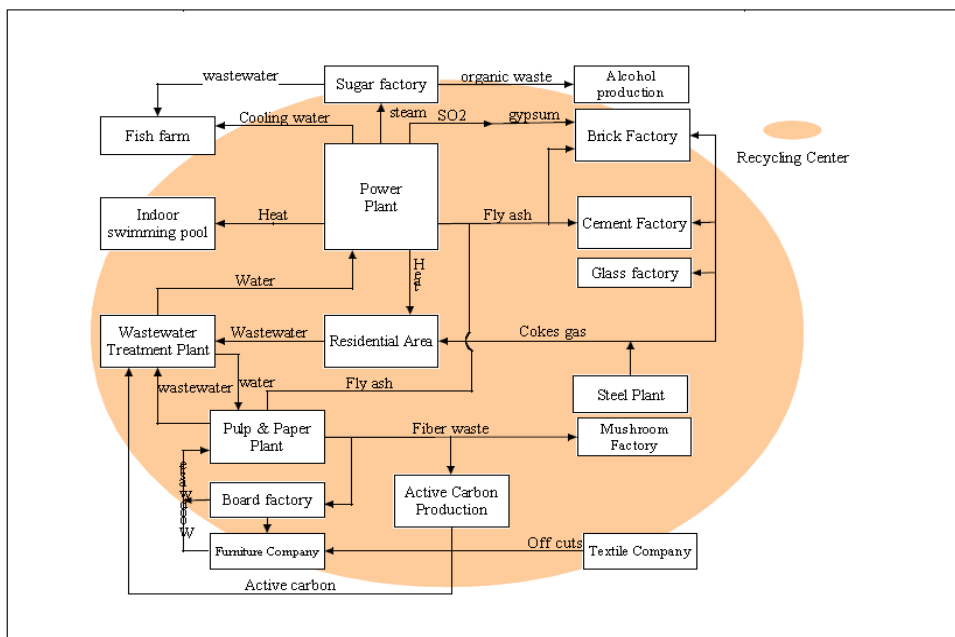 wastewater
Sugar factory
organic waste
Alcohol
production
steam
SO2
gypsum
Fish farm
Cooling water
Brick Factory
Recycling Center
Power
Plant
Indoor
swimming pool
Heat
Fly ash
Cement Factory
Heat
Glass factory
Water
Wastewater
Treatment Plant
Wastewater
Residential Area
Cokes gas
wastewater
water
Fly ash
Steel Plant
Pulp & Paper
Plant
Fiber waste
Mushroom
Factory
Board factory
Active Carbon
Production
Furniture Company
Off cuts
Textile Company
Active carbon